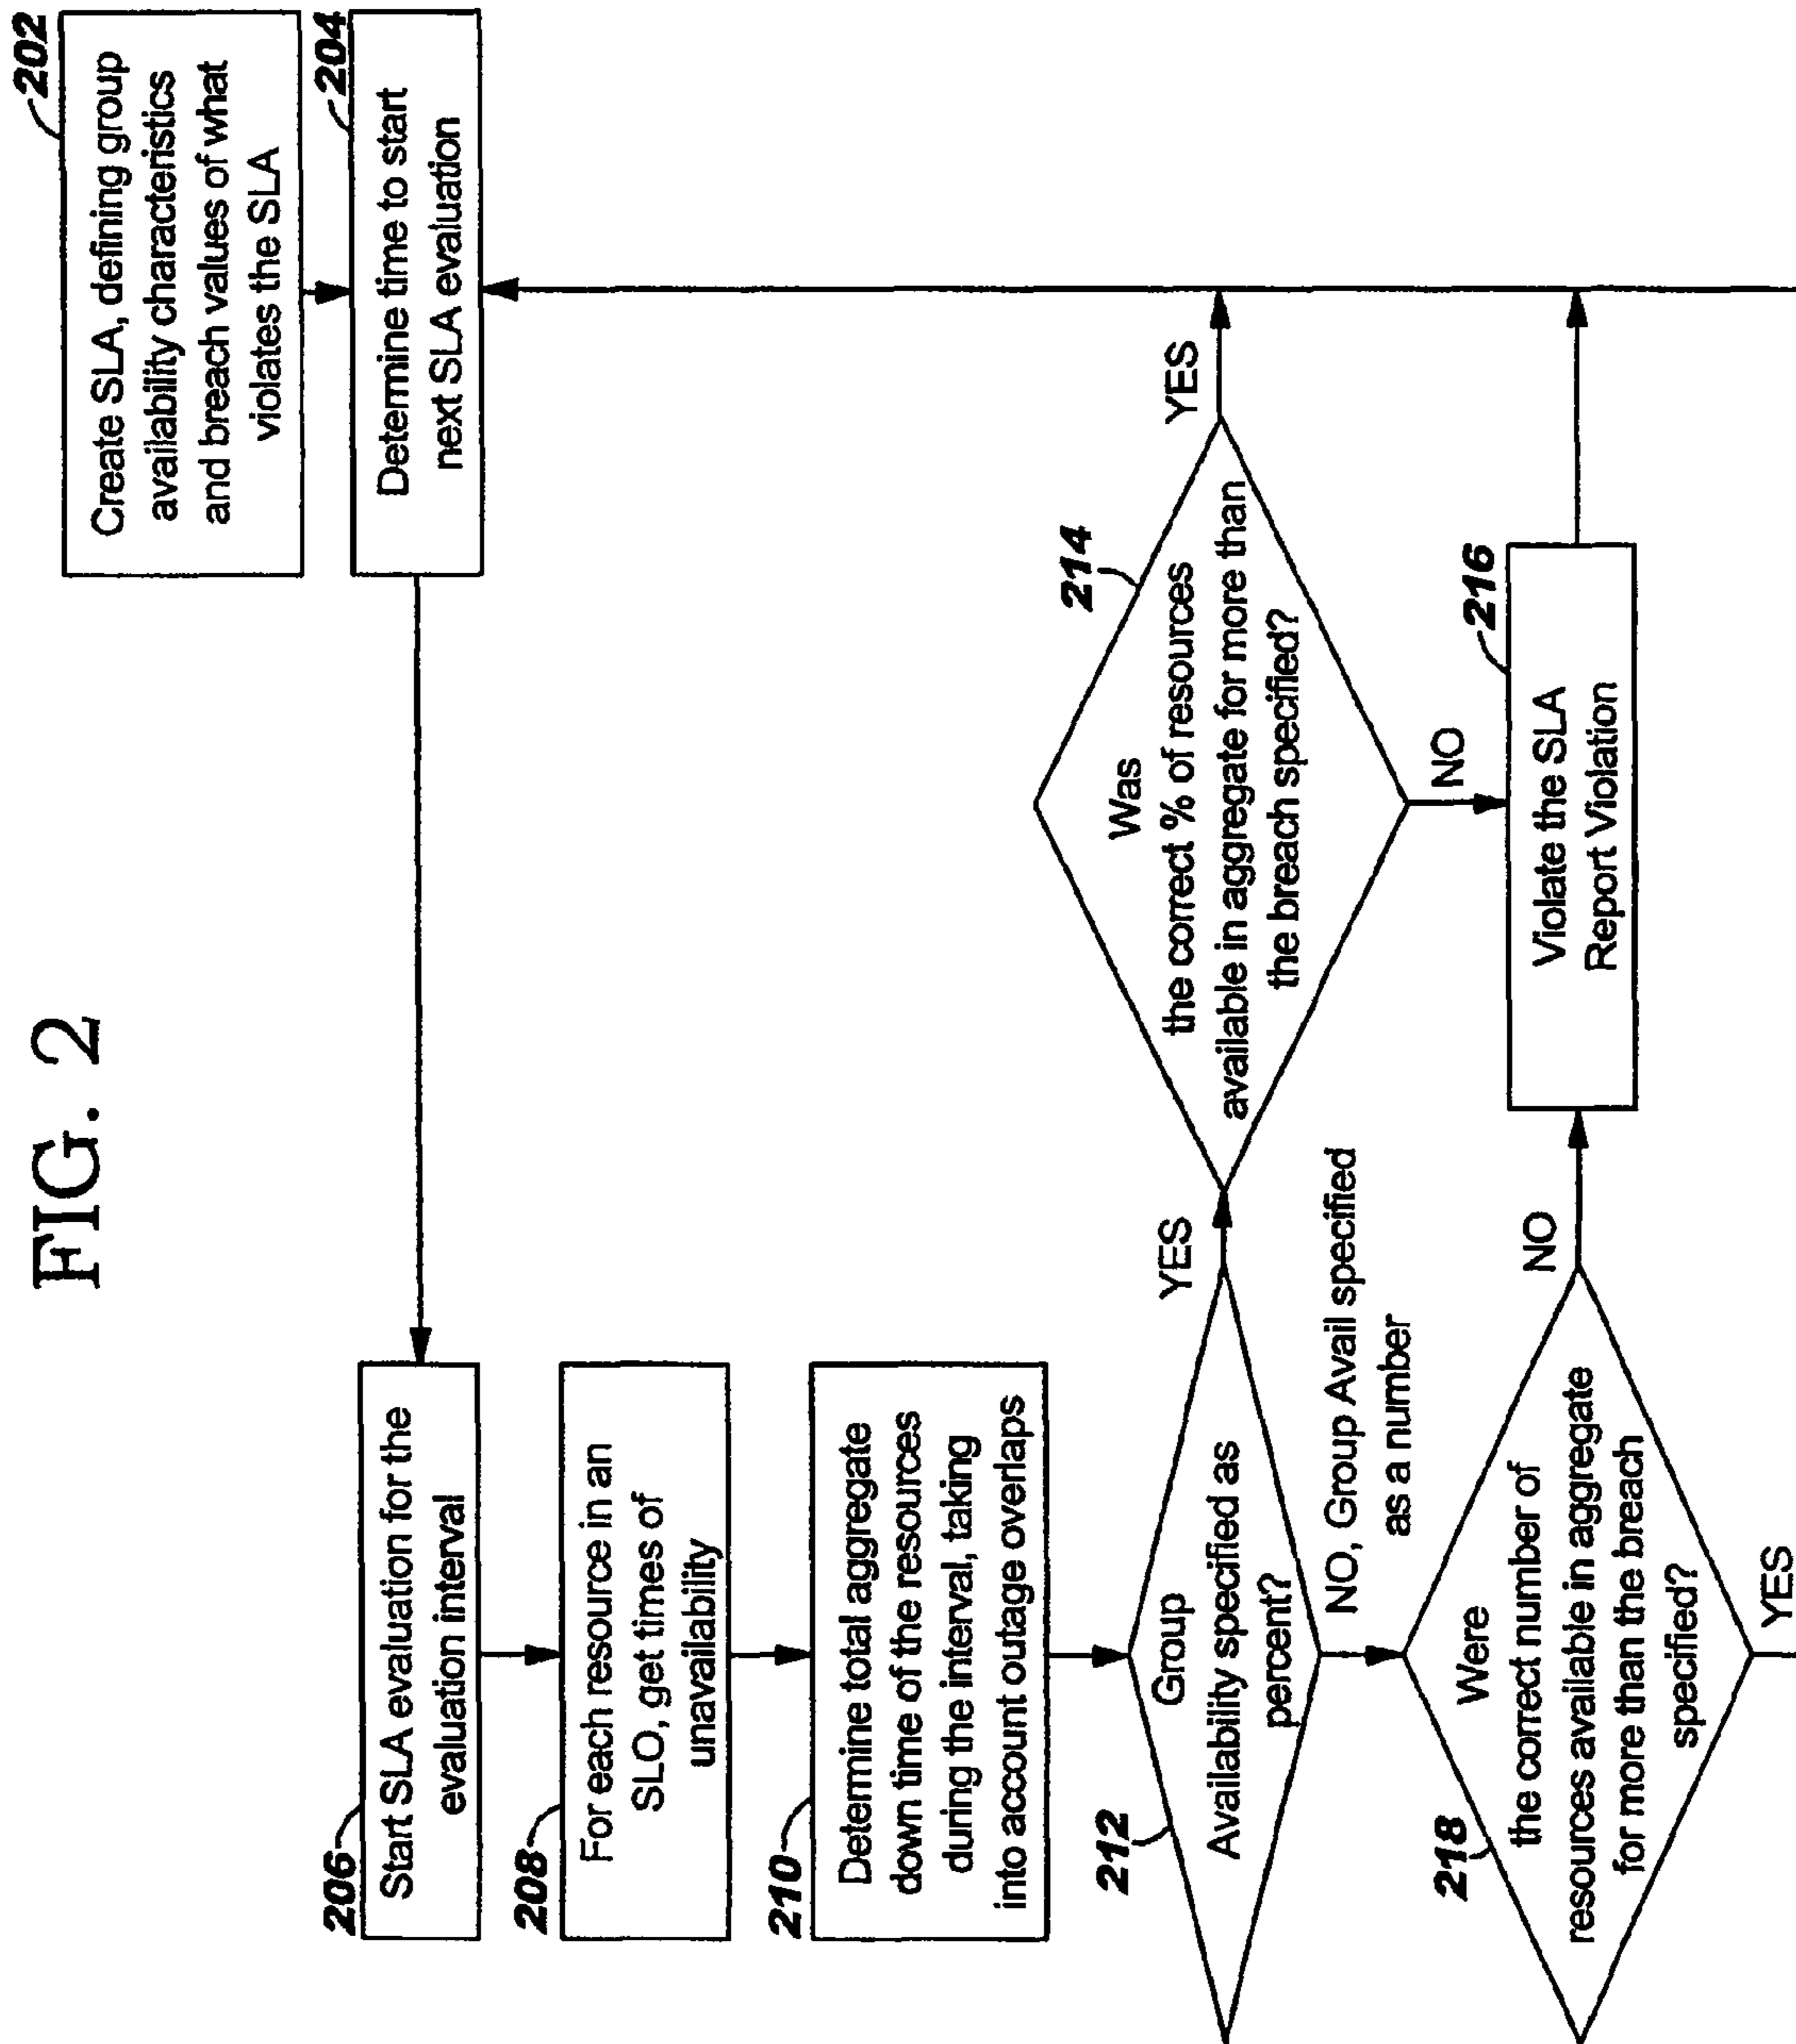 FIG. 2
202
Create SLA, defining group
availability characteristics
and breach values of what
violates the SLA
204
Determine time to start
next SLA evaluation
206
Start SLA evaluation for the
evaluation interval
208
For each resource in an
SLO, get times of
unavailability
210
Determine total aggregate
down time of the resources
during the interval, taking
into account outage overlaps
212
Group
Availability specified as
percent?
YES
NO, Group Avail specified
as a number
214
Was
the correct % of resources
available in aggregate for more than
the breach specified?
YES
NO
216
Violate the SLA
Report Violation
218
Were
the correct number of
resources available in aggregate
for more than the breach
specified?
NO
YES